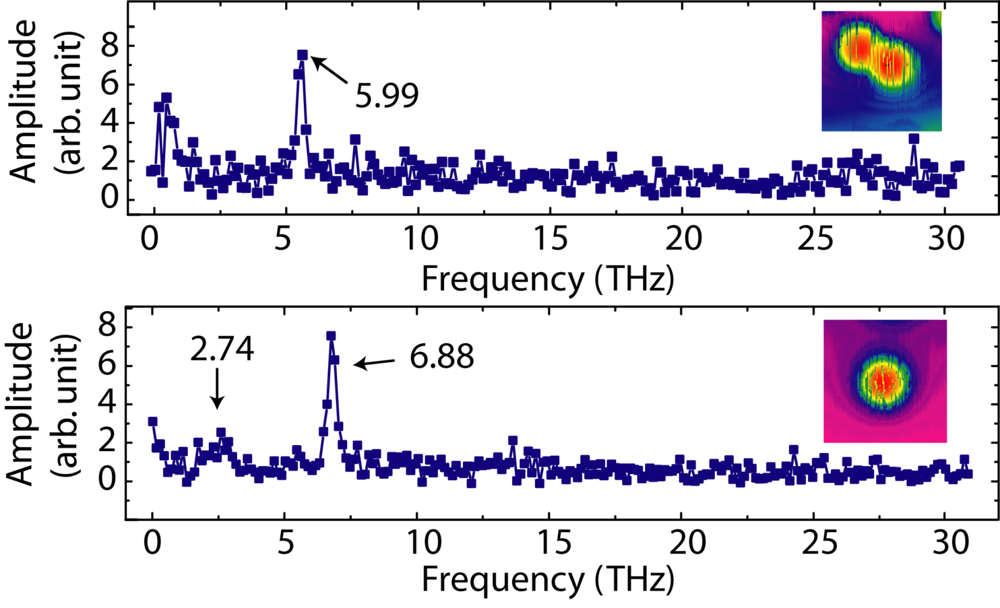 Amplitude
(arb. unit)
8
6
4
2
0
5.99
0 5 10 15 20 25 30
Frequency (THz)
Amplitude
(arb. unit)
8
6
4
2
0
2.74
6.88
0 5 10 15 20 25 30
Frequency (THz)